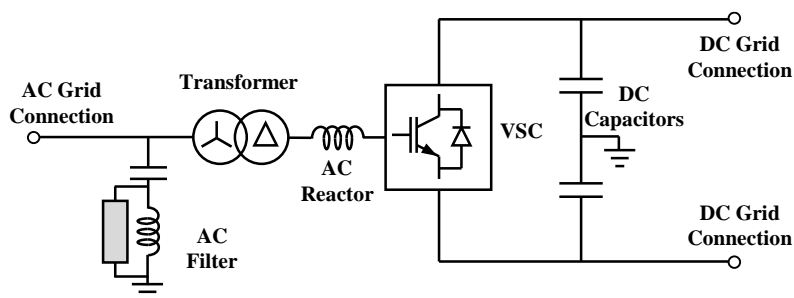 AC Grid
Connection
Transformer
AC
Reactor
AC
Filter
VSC
DC
Capacitors
DC Grid
Connection
DC Grid
Connection